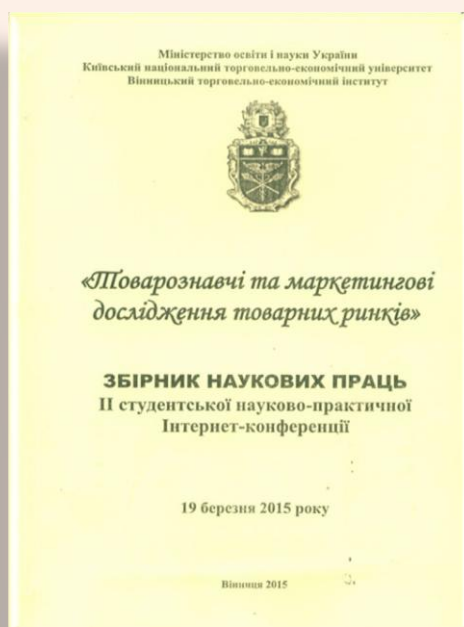 Міністерство освіти і науки України
Київський національний торговельно-економічний університет
Вінницький торговельно-економічний інститут
«Товарознавчі та маркетингові
дослідження товарних ринків»
ЗБІРНИК НАУКОВИХ ПРАЦЬ
ІІ студентської науково-практичної
Інтернет-конференції
19 березня 2015 року
Вінниця 2015